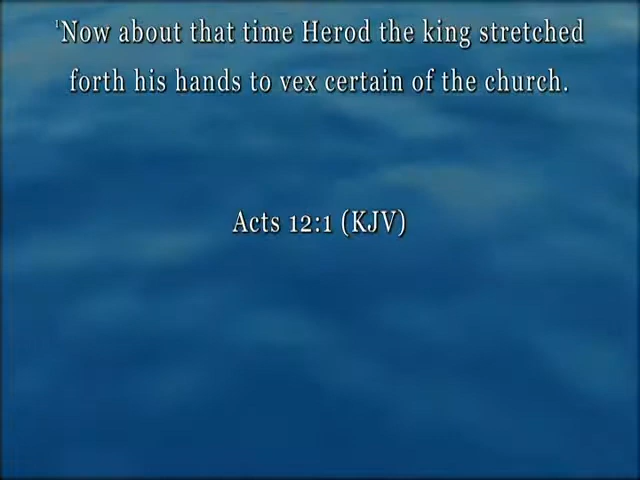 ¹Now about that time Herod the king stretched
forth his hands to vex certain of the church.
Acts 12:1 (KJV)